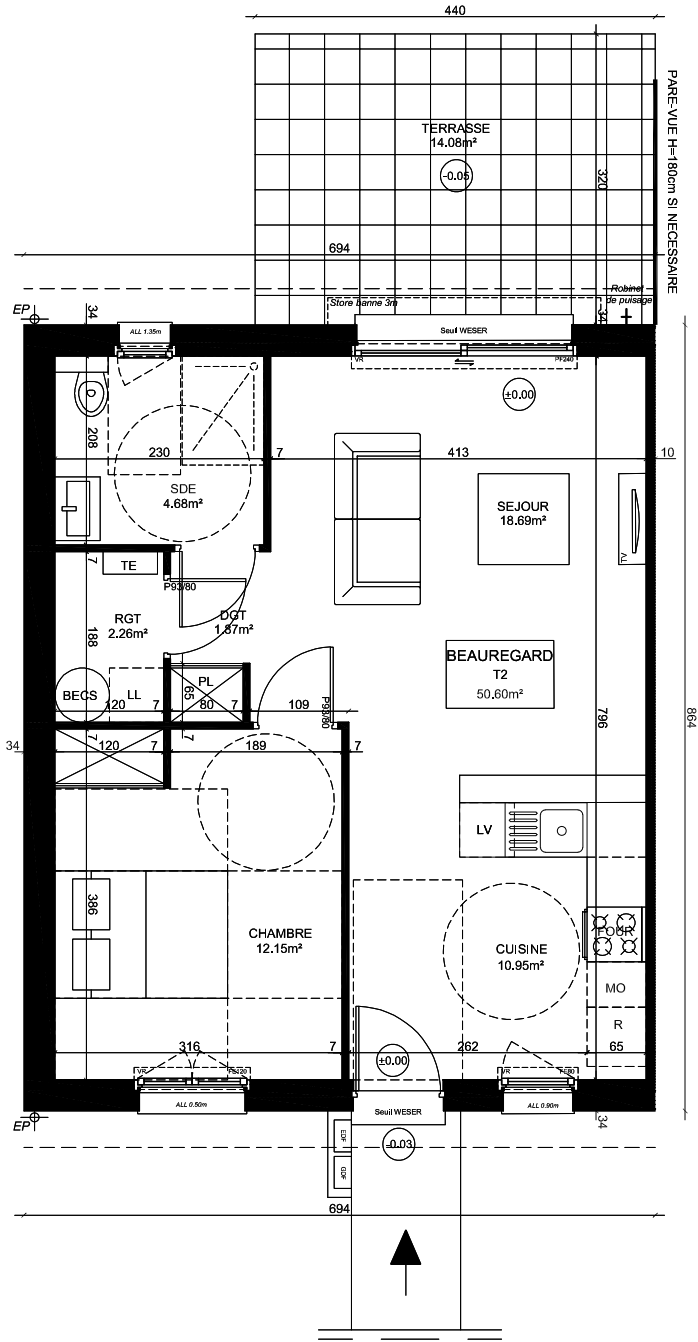 440
TERRASSE
14.08m²
-0.05
320
PARE-VUE H=180cm SI NECESSAIRE
694
Robinet
de puisage
Store banne 3m
EP
34
34
ALL 1.35m
Seuil WESER
VR
PF240
±0.00
208
230
7
413
10
SDE
4.68m²
SEJOUR
18.69m²
TV
7
TE
P93/80
RGT
2.26m²
DGT
1.87m²
188
BEAUREGARD
T2
50.60m²
PL
BECS
LL
65
120
7
80
7
109
P93/80
796
864
34
7
120
7
7
189
7
LV
386
CHAMBRE
12.15m²
CUISINE
10.95m²
FOUR
MO
R
316
7
262
65
±0.00
VR
FE120
VR
FE80
ALL 0.50m
Seuil WESER
ALL 0.90m
34
EP
EDF
GDF
-0.03
694